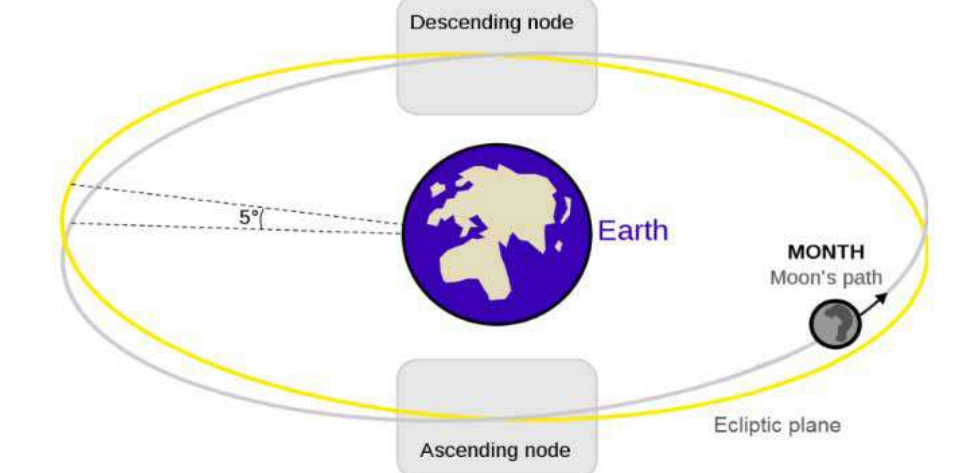 Descending node
5°
Earth
MONTH
Moon's path
Ecliptic plane
Ascending node